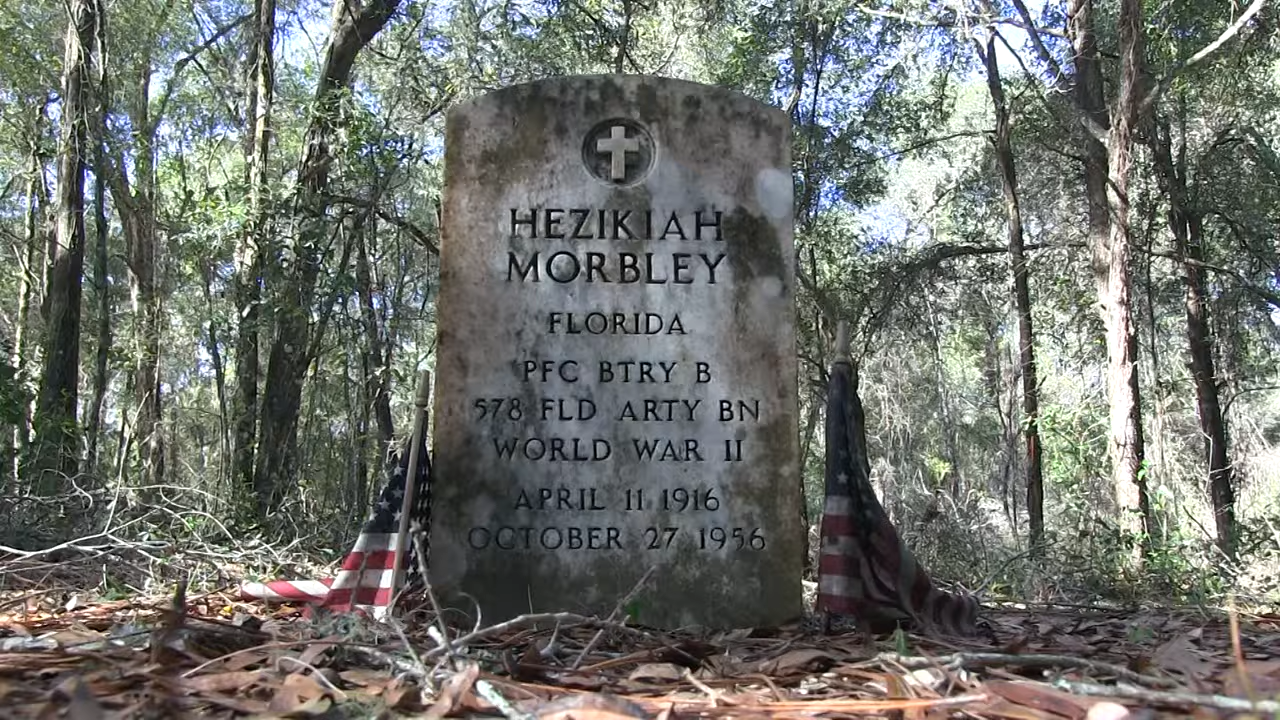 HEZIKIAH
MORBLEY
FLORIDA
PFC BTRY B
578 FLD ARTY BN
WORLD WAR II
APRIL 11 1916
OCTOBER 27 1956